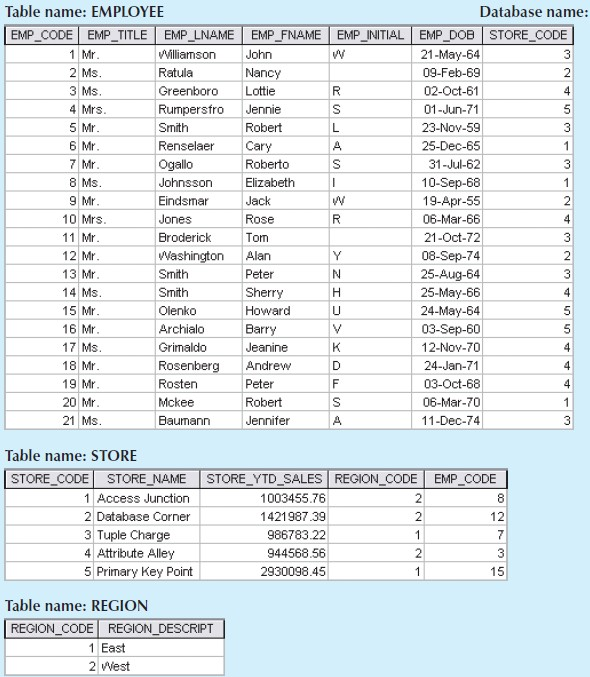 Table name: EMPLOYEE Database name:
EMP_CODE EMP_TITLE EMP_LNAME EMP_FNAME EMP_INITIAL EMP_DOB STORE_CODE
1 Mr. Williamson John W 21-May-64 3
2 Ms. Ratula Nancy 09-Feb-69 2
3 Ms. Greenboro Lottie R 02-Oct-61 4
4 Mrs. Rumpersfro Jennie S 01-Jun-71 5
5 Mr. Smith Robert L 23-Nov-59 3
6 Mr. Renselaer Cary A 25-Dec-65 1
7 Mr. Ogallo Roberto S 31-Jul-62 3
8 Ms. Johnsson Elizabeth I 10-Sep-68 1
9 Mr. Eindsmar Jack W 19-Apr-55 2
10 Mrs. Jones Rose R 06-Mar-66 4
11 Mr. Broderick Tom 21-Oct-72 3
12 Mr. Washington Alan Y 08-Sep-74 2
13 Mr. Smith Peter N 25-Aug-64 3
14 Ms. Smith Sherry H 25-May-66 4
15 Mr. Olenko Howard U 24-May-64 5
16 Mr. Archialo Barry V 03-Sep-60 5
17 Ms. Grimaldo Jeanine K 12-Nov-70 4
18 Mr. Rosenberg Andrew D 24-Jan-71 4
19 Mr. Rosten Peter F 03-Oct-68 4
20 Mr. Mckee Robert S 06-Mar-70 1
21 Ms. Baumann Jennifer A 11-Dec-74 3
Table name: STORE
STORE_CODE STORE_NAME STORE_YTD_SALES REGION_CODE EMP_CODE
1 Access Junction 1003455.76 2 8
2 Database Corner 1421987.39 2 12
3 Tuple Charge 986783.22 1 7
4 Attribute Alley 944568.56 2 3
5 Primary Key Point 2930098.45 1 15
Table name: REGION
REGION_CODE REGION_DESCRIPT
1 East
2 West